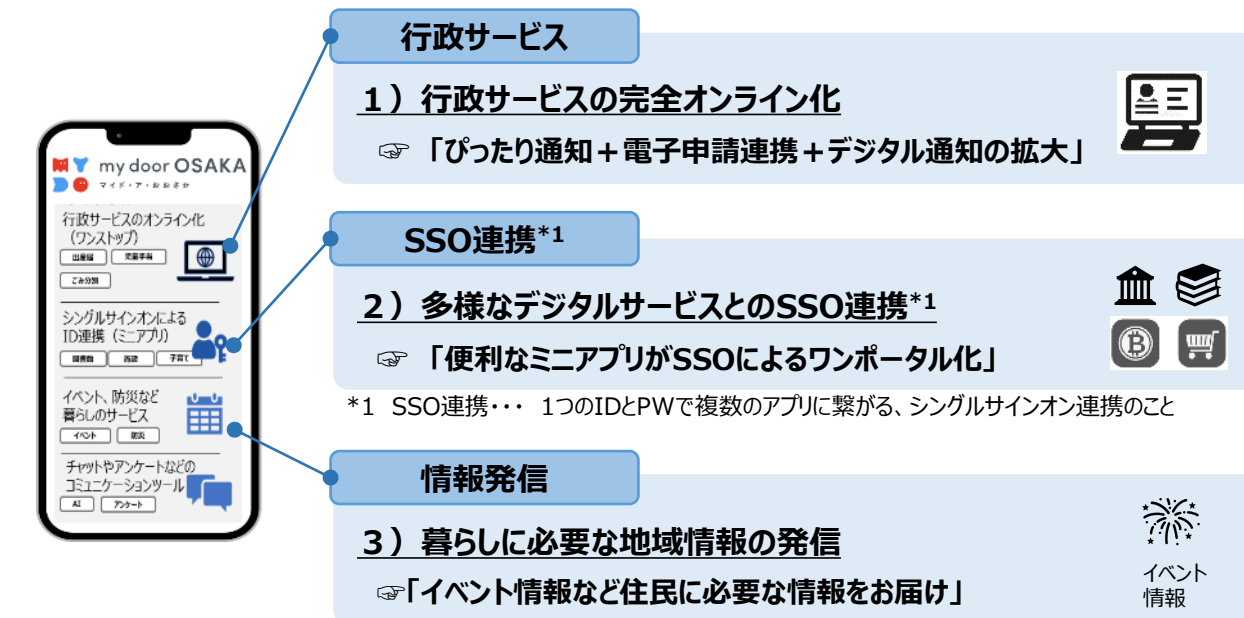 my door OSAKA
マイド・ア・おおさか
行政サービスのオンライン化
（ワンストップ）
出産届
児童手当
ごみ分別
シングルサインオンによる
ID連携（ミニアプリ）
図書館
子育て
イベント、防災など
暮らしのサービス
イベント
防災
チャットやアンケートなどの
コミュニケーションツール
AI
アンケート
行政サービス
１）行政サービスの完全オンライン化
☞「ぴったり通知＋電子申請連携＋デジタル通知の拡大」
SSO連携*1
２）多様なデジタルサービスとのSSO連携*1
☞「便利なミニアプリがSSOによるワンポータル化」
*1 SSO連携･･･ 1つのIDとPWで複数のアプリに繋がる、シングルサインオン連携のこと
情報発信
３）暮らしに必要な地域情報の発信
☞「イベント情報など住民に必要な情報をお届け」
イベント
情報